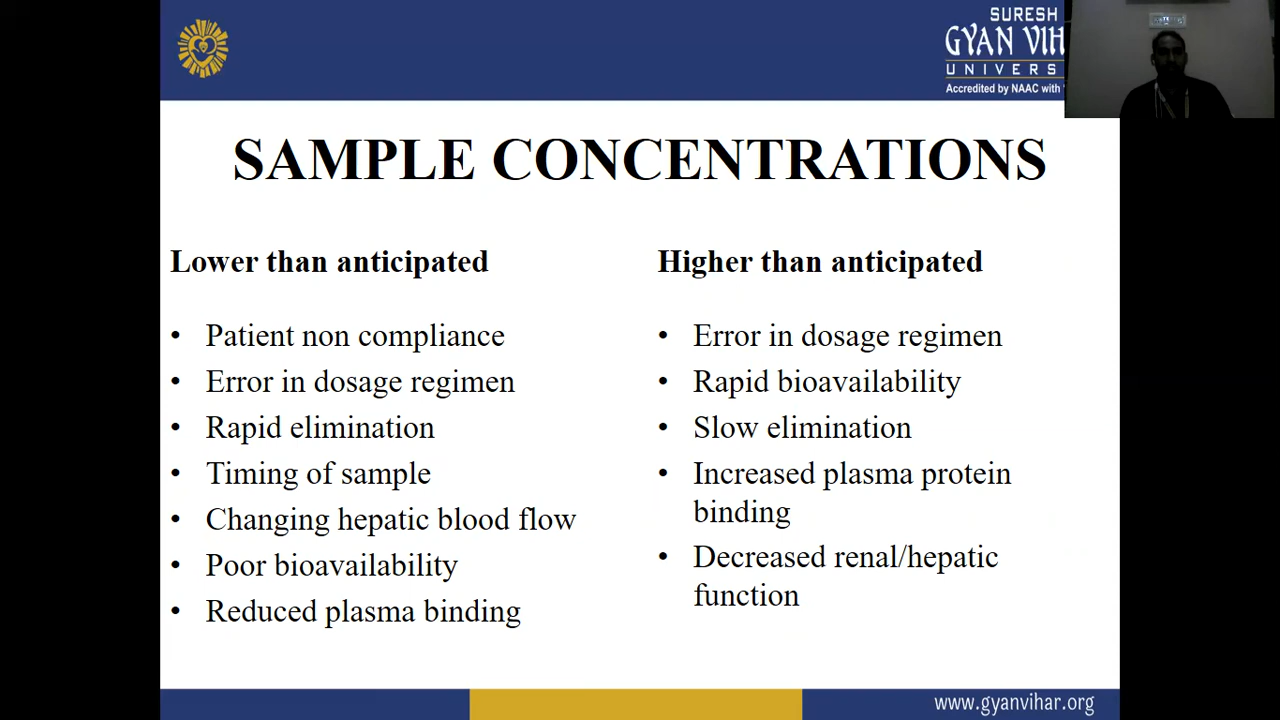 SURESH
GYAN VIH
UNIVERS
Accredited by NAAC with
SAMPLE CONCENTRATIONS
Lower than anticipated
• Patient non compliance
• Error in dosage regimen
• Rapid elimination
• Timing of sample
• Changing hepatic blood flow
• Poor bioavailability
• Reduced plasma binding
Higher than anticipated
• Error in dosage regimen
• Rapid bioavailability
• Slow elimination
• Increased plasma protein
binding
• Decreased renal/hepatic
function
www.gyanvihar.org